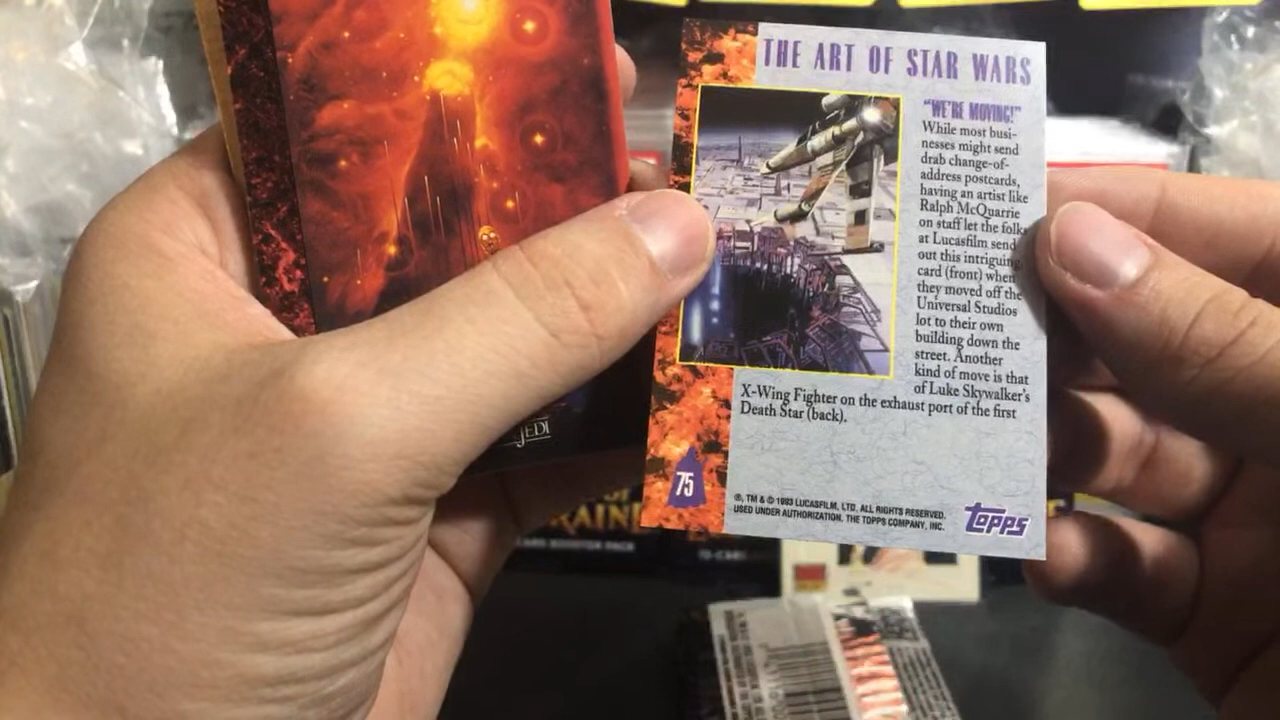 THE ART OF STAR WARS
"WE'RE MOVING!"
While most busi-
nesses might send
drab change-of-
address postcards,
having an artist like
Ralph McQuarrie
on staff let the folks
at Lucasfilm send
out this intriguing
card (front) when
they moved off the
Universal Studios
lot to their own
building down the
street. Another
kind of move is that
of Luke Skywalker's
X-Wing Fighter on the exhaust port of the first
Death Star (back).
75
®, TM & © 1993 LUCASFILM, LTD. ALL RIGHTS RESERVED.
USED UNDER AUTHORIZATION. THE TOPPS COMPANY, INC.
TOPPS
JEDI
CARD BOOSTER PACK